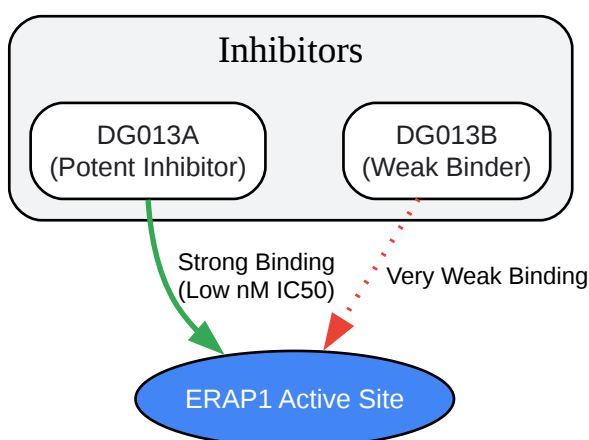 Inhibitors
DG013A
(Potent Inhibitor)
DG013B
(Weak Binder)
Strong Binding
(Low nM IC50)
Very Weak Binding
ERAP1 Active Site